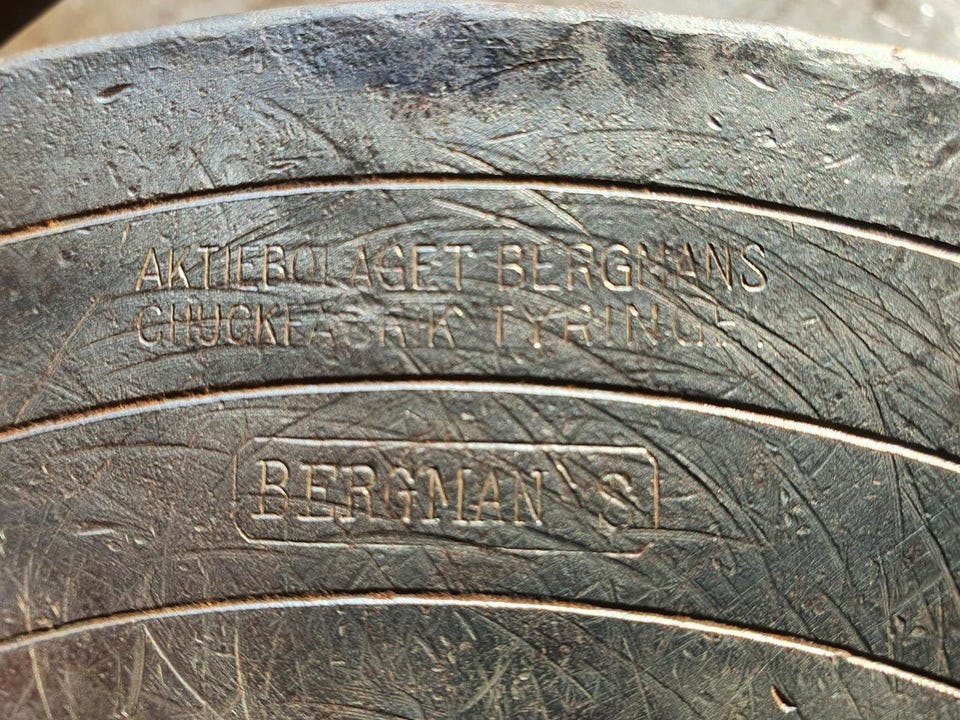 AKTIEBOLAGET BERGMANS
CHUCKFABRIK TYRINGE.
BERGMAN'S